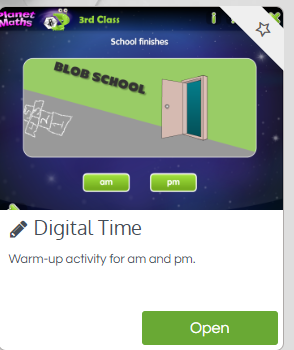 Planet
Maths
3rd Class
School finishes
BLOB SCHOOL
am
pm
Digital Time
Warm-up activity for am and pm.
Open